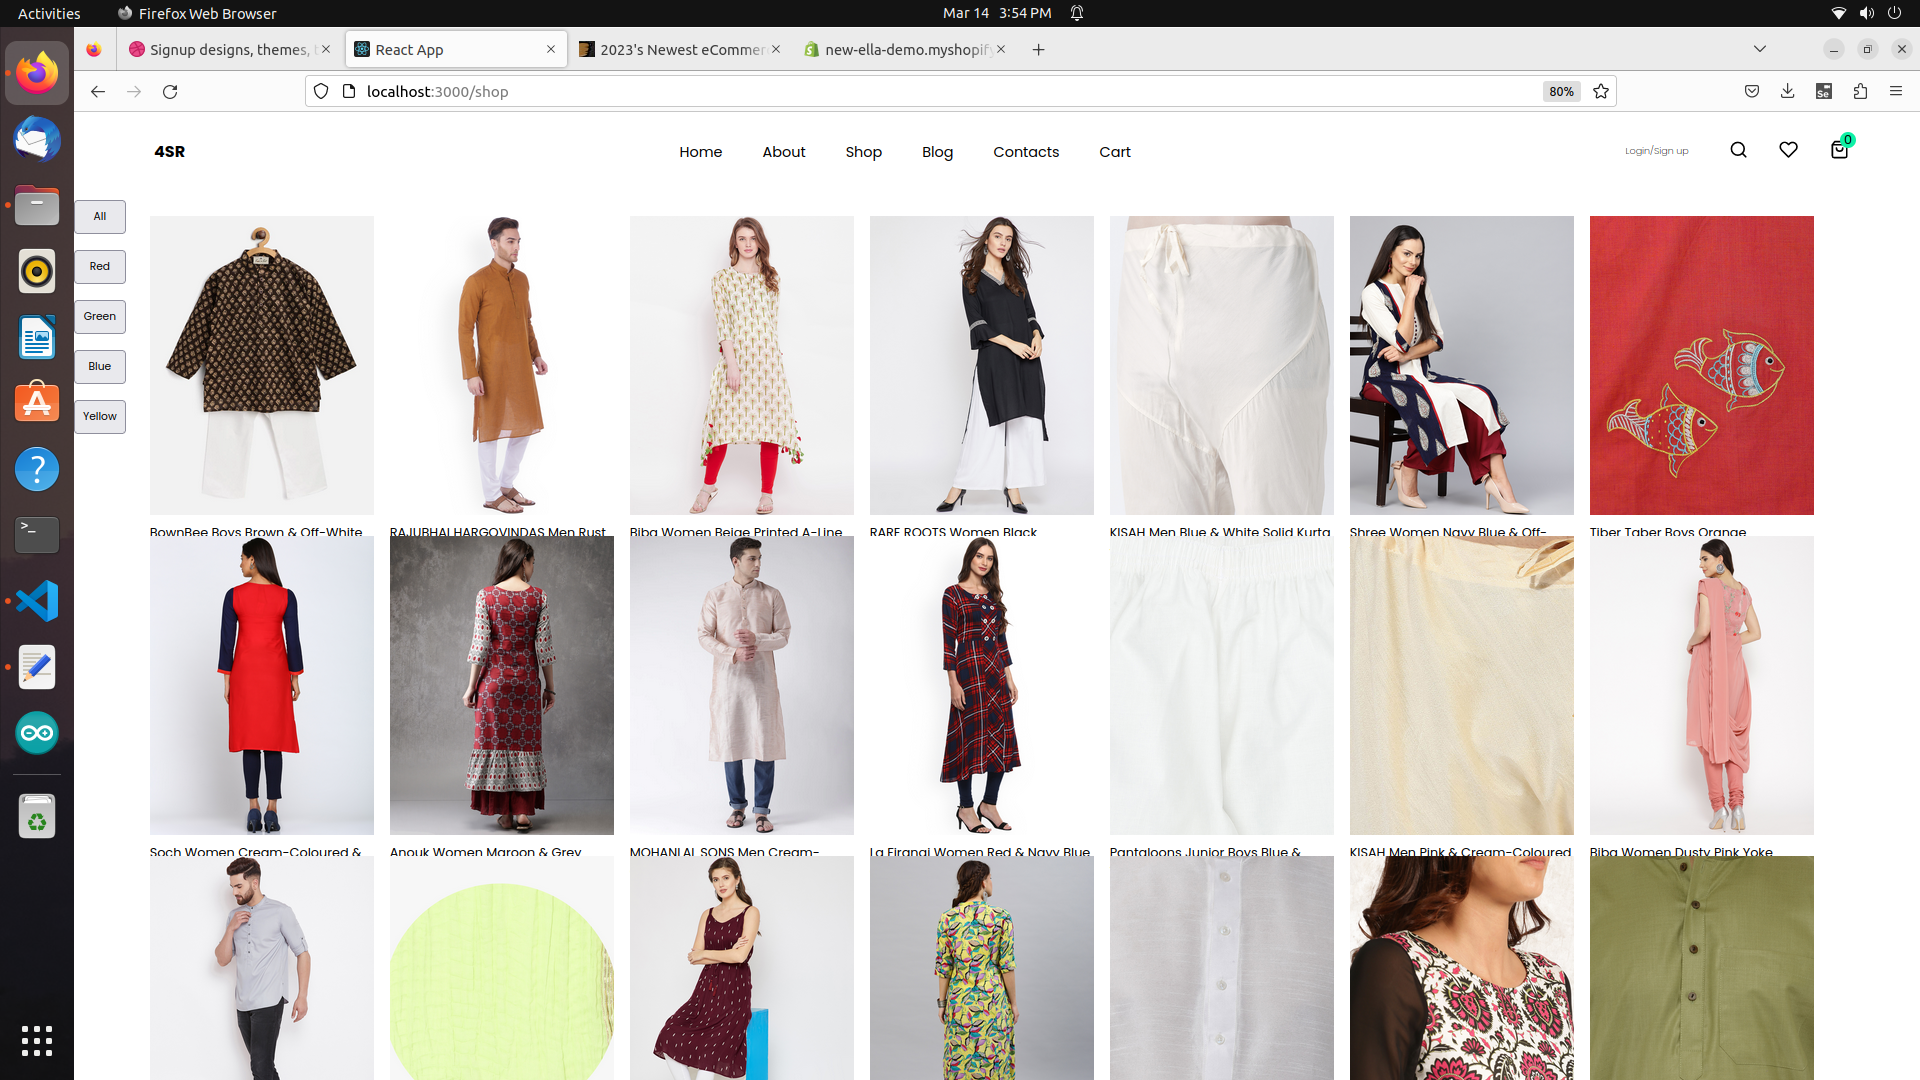 Activities
Firefox Web Browser
Mar 14 3:54 PM
Signup designs, themes, t
React App
2023's Newest eCommer
new-ella-demo.myshopify
localhost:3000/shop
80%
Se
4SR
Home
About
Shop
Blog
Contacts
Cart
Login/Sign up
0
All
Red
Green
Blue
Yellow
BownBee Boys Brown & Off-White
RAJUBHAI HARGOVINDAS Men Rust
Biba Women Beige Printed A-Line
RARE ROOTS Women Black
KISAH Men Blue & White Solid Kurta
Shree Women Navy Blue & Off-
Tiber Taber Boys Orange
Soch Women Cream-Coloured &
Anouk Women Maroon & Grey
MOHANLAL SONS Men Cream-
La Firangi Women Red & Navy Blue
Pantaloons Junior Boys Blue &
KISAH Men Pink & Cream-Coloured
Biba Women Dusty Pink Yoke